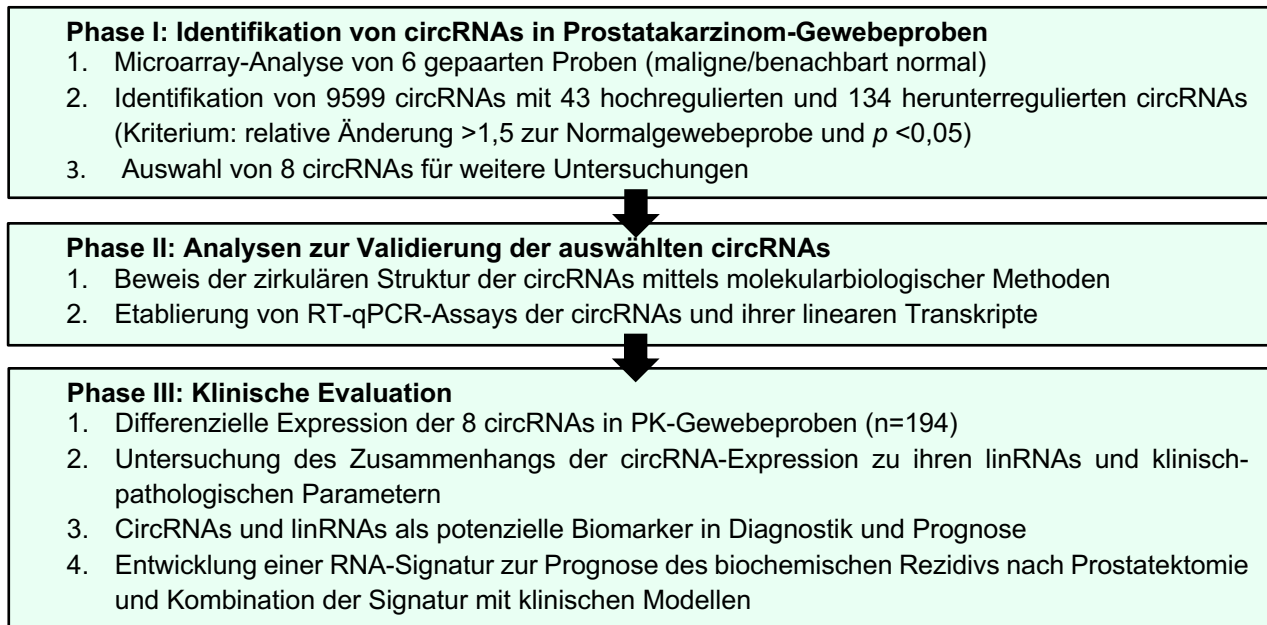 Phase I: Identifikation von circRNAs in Prostatakarzinom-Gewebeproben
1. Microarray-Analyse von 6 gepaarten Proben (maligne/benachbart normal)
2. Identifikation von 9599 circRNAs mit 43 hochregulierten und 134 herunterregulierten circRNAs
(Kriterium: relative Änderung >1,5 zur Normalgewebeprobe und p <0,05)
3. Auswahl von 8 circRNAs für weitere Untersuchungen
Phase II: Analysen zur Validierung der auswählten circRNAs
1. Beweis der zirkulären Struktur der circRNAs mittels molekularbiologischer Methoden
2. Etablierung von RT-qPCR-Assays der circRNAs und ihrer linearen Transkripte
Phase III: Klinische Evaluation
1. Differenzielle Expression der 8 circRNAs in PK-Gewebeproben (n=194)
2. Untersuchung des Zusammenhangs der circRNA-Expression zu ihren linRNAs und klinisch-
pathologischen Parametern
3. CircRNAs und linRNAs als potenzielle Biomarker in Diagnostik und Prognose
4. Entwicklung einer RNA-Signatur zur Prognose des biochemischen Rezidivs nach Prostatektomie
und Kombination der Signatur mit klinischen Modellen